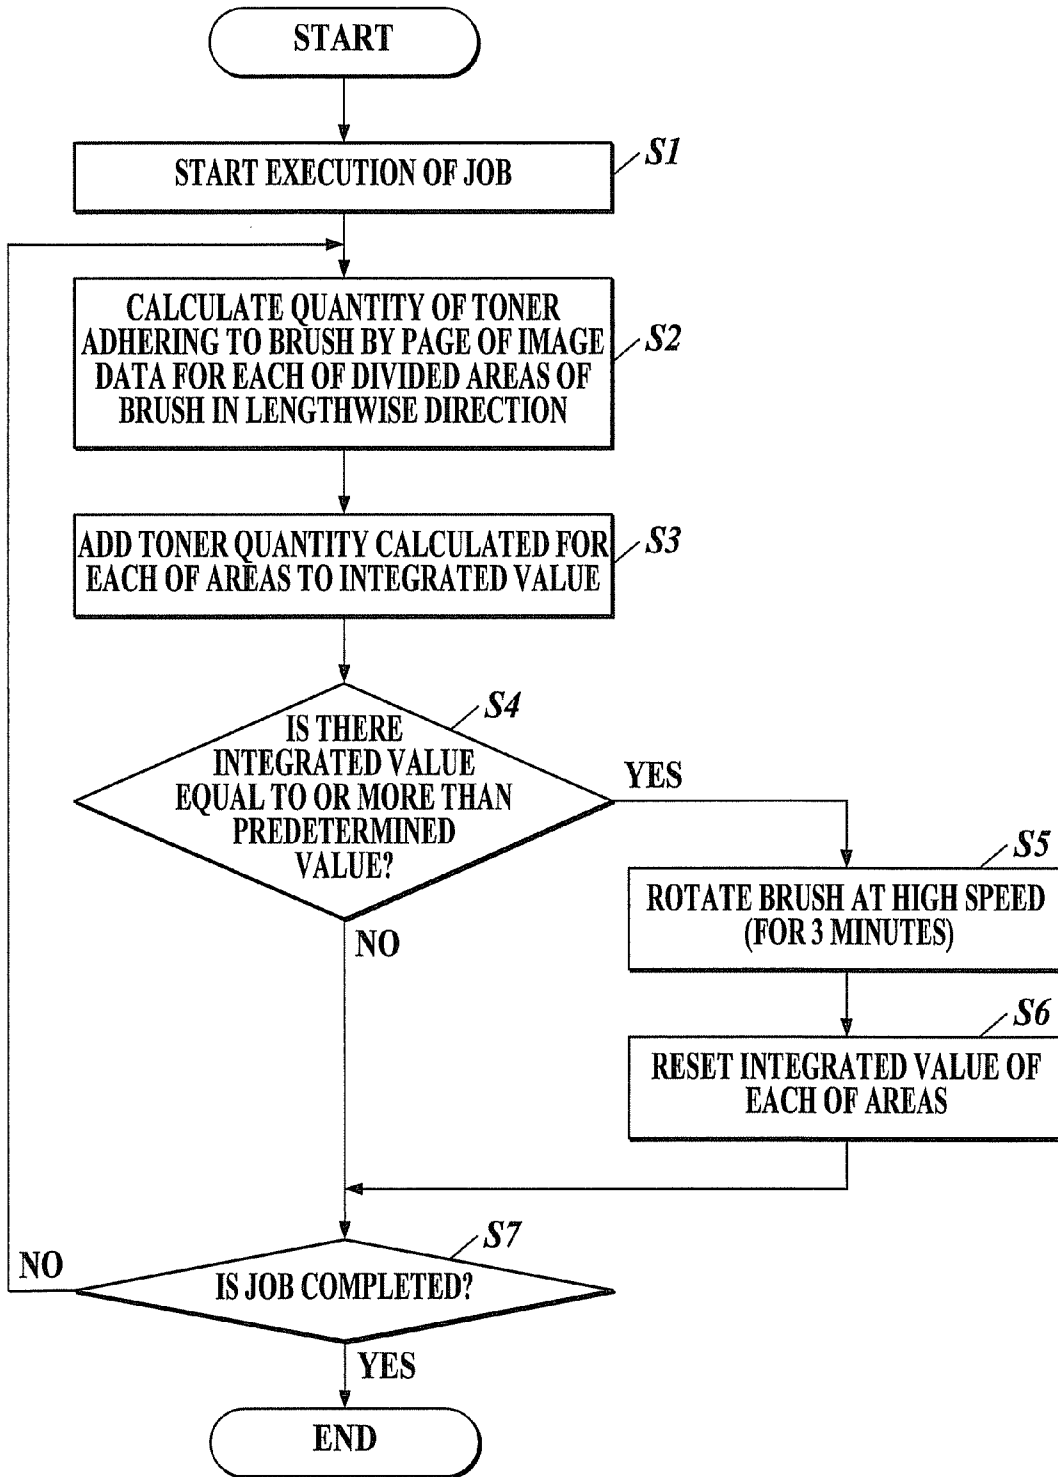 START
S1
START EXECUTION OF JOB
CALCULATE QUANTITY OF TONER
ADHERING TO BRUSH BY PAGE OF IMAGE
DATA FOR EACH OF DIVIDED AREAS OF
BRUSH IN LENGTHWISE DIRECTION
S2
ADD TONER QUANTITY CALCULATED FOR
EACH OF AREAS TO INTEGRATED VALUE
S3
S4
IS THERE
INTEGRATED VALUE
EQUAL TO OR MORE THAN
PREDETERMINED
VALUE?
YES
NO
S5
ROTATE BRUSH AT HIGH SPEED
(FOR 3 MINUTES)
S6
RESET INTEGRATED VALUE OF
EACH OF AREAS
S7
IS JOB COMPLETED?
NO
YES
END